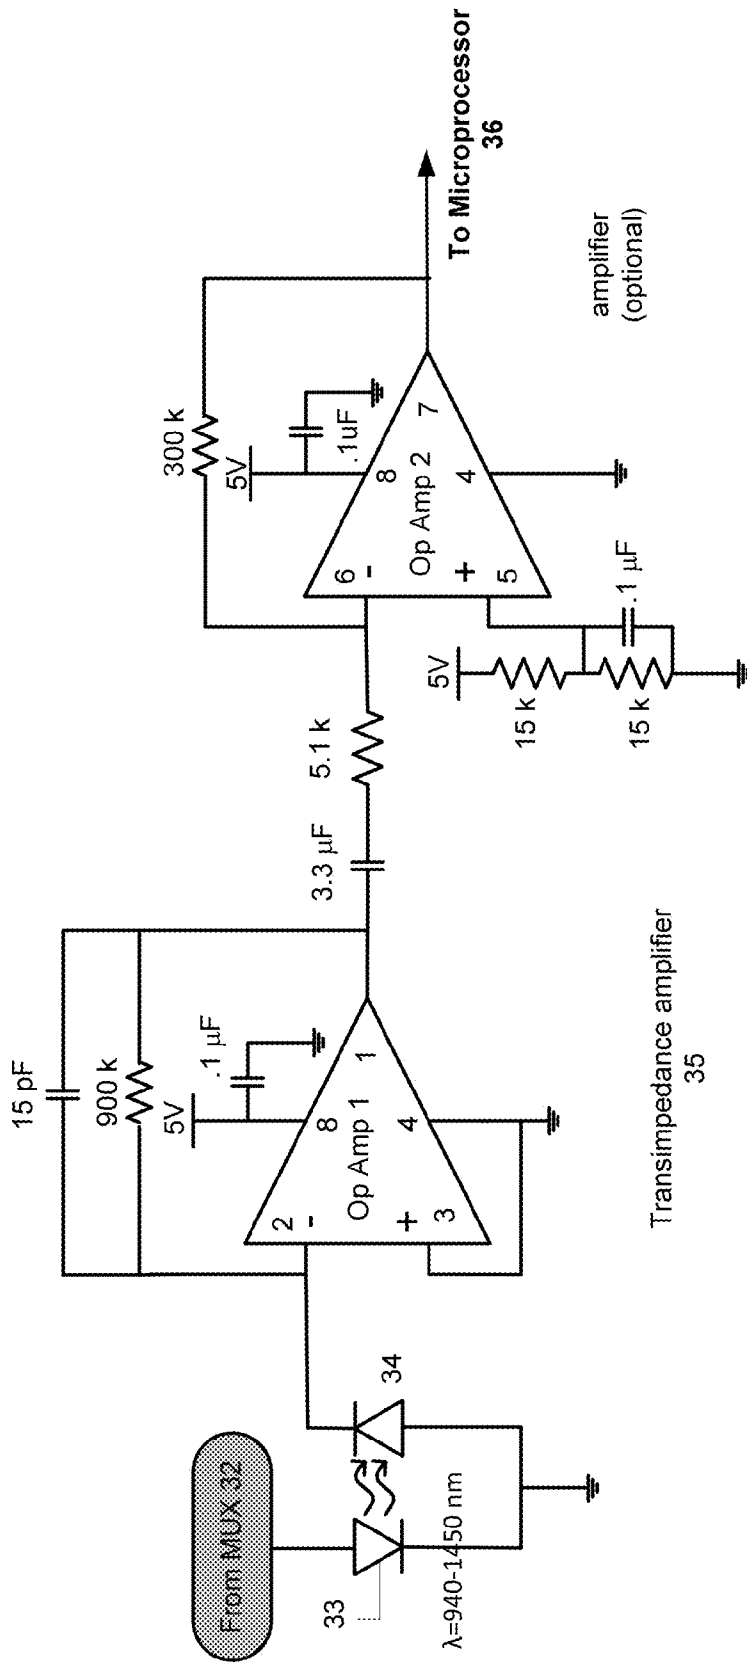 From MUX 32
33
λ=940-1450 nm
34
15 pF
900 k
5V
.1 μF
2
-
8
Op Amp 1
1
+
3
4
Transimpedance amplifier
35
3.3 μF
5.1 k
300 k
5V
.1uF
6
-
8
Op Amp 2
7
+
5
4
5V
15 k
15 k
.1 μF
To Microprocessor
36
amplifier
(optional)